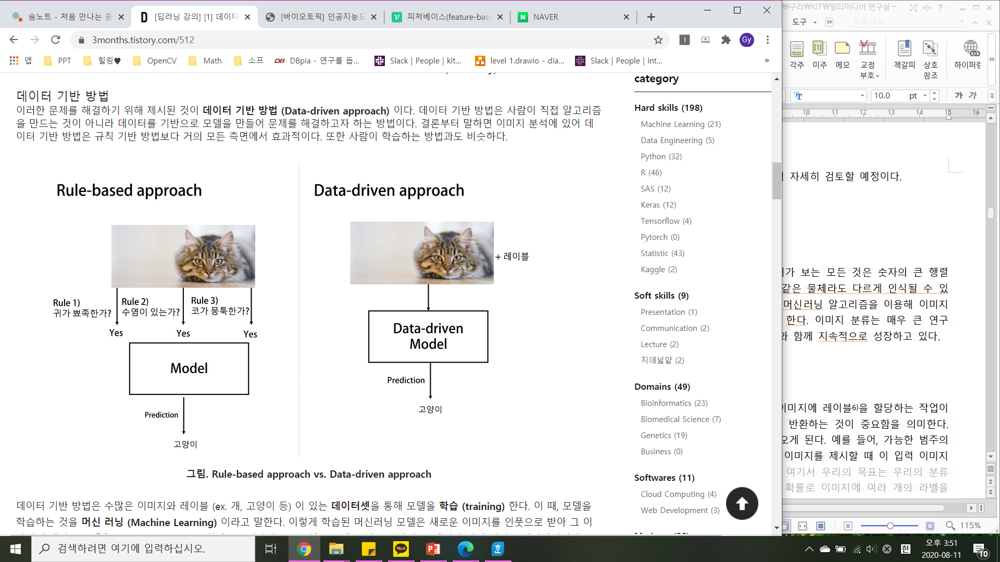 솜노트 - 처음 만나는 클
[딥러닝 강의] [1] 데이터
[바이오토픽] 인공지능도
피처베이스(feature-base
NAVER
3months.tistory.com/512
Gy
앱
PPT
힐링♥
OpenCV
Math
소프
DBpia - 연구를 돕...
Slack | People | kit...
level 1.drawio - dia...
Slack | People | Int...
데이터 기반 방법
이러한 문제를 해결하기 위해 제시된 것이 데이터 기반 방법 (Data-driven approach) 이다. 데이터 기반 방법은 사람이 직접 알고리즘
을 만드는 것이 아니라 데이터를 기반으로 모델을 만들어 문제를 해결하고자 하는 방법이다. 결론부터 말하면 이미지 분석에 있어 데
이터 기반 방법은 규칙 기반 방법보다 거의 모든 측면에서 효과적이다. 또한 사람이 학습하는 방법과도 비슷하다.
Rule-based approach
Rule 1)
귀가 뾰족한가?
Rule 2)
수염이 있는가?
Rule 3)
코가 뭉툭한가?
Yes
Yes
Yes
Model
Prediction
고양이
Data-driven approach
+ 레이블
Data-driven
Model
Prediction
고양이
그림. Rule-based approach vs. Data-driven approach
데이터 기반 방법은 수많은 이미지와 레이블 (ex. 개, 고양이 등) 이 있는 데이터셋을 통해 모델을 학습 (training) 한다. 이 때, 모델을
학습하는 것을 머신 러닝 (Machine Learning) 이라고 말한다. 이렇게 학습된 머신러닝 모델은 새로운 이미지를 인풋으로 받아 그 이
category
Hard skills (198)
Machine Learning (21)
Data Engineering (5)
Python (32)
R (46)
SAS (12)
Keras (12)
Tensorflow (4)
Pytorch (0)
Statistic (43)
Kaggle (2)
Soft skills (9)
Presentation (1)
Communication (2)
Lecture (2)
지데넓얕 (2)
Domains (49)
Bioinformatics (23)
Biomedical Science (7)
Genetics (19)
Business (0)
Softwares (11)
Cloud Computing (4)
Web Development (3)
₩구리₩KIT₩멀티미디어 연구실...
도구
찾을 내용
각주
미주
메모
교정
부호
책갈피
상호
참조
하이퍼링
10.0 pt
가 가
10 11 12 13 14 15 16
자세히 검토할 예정이다.
보는 모든 것은 숫자의 큰 행렬
같은 물체라도 다르게 인식될 수 있
머신러닝 알고리즘을 이용해 이미지
한다. 이미지 분류는 매우 큰 연구
함께 지속적으로 성장하고 있다.
이미지에 레이블6)을 할당하는 작업이
반환하는 것이 중요함을 의미한다.
오게 된다. 예를 들어, 가능한 범주의
이미지를 제시할 때 이 입력 이미지
여기서 우리의 목표는 우리의 분류
확률로 이미지에 여러 개의 라벨을
115%
검색하려면 여기에 입력하십시오.
TALK
한
오후 3:51
2020-08-11
10